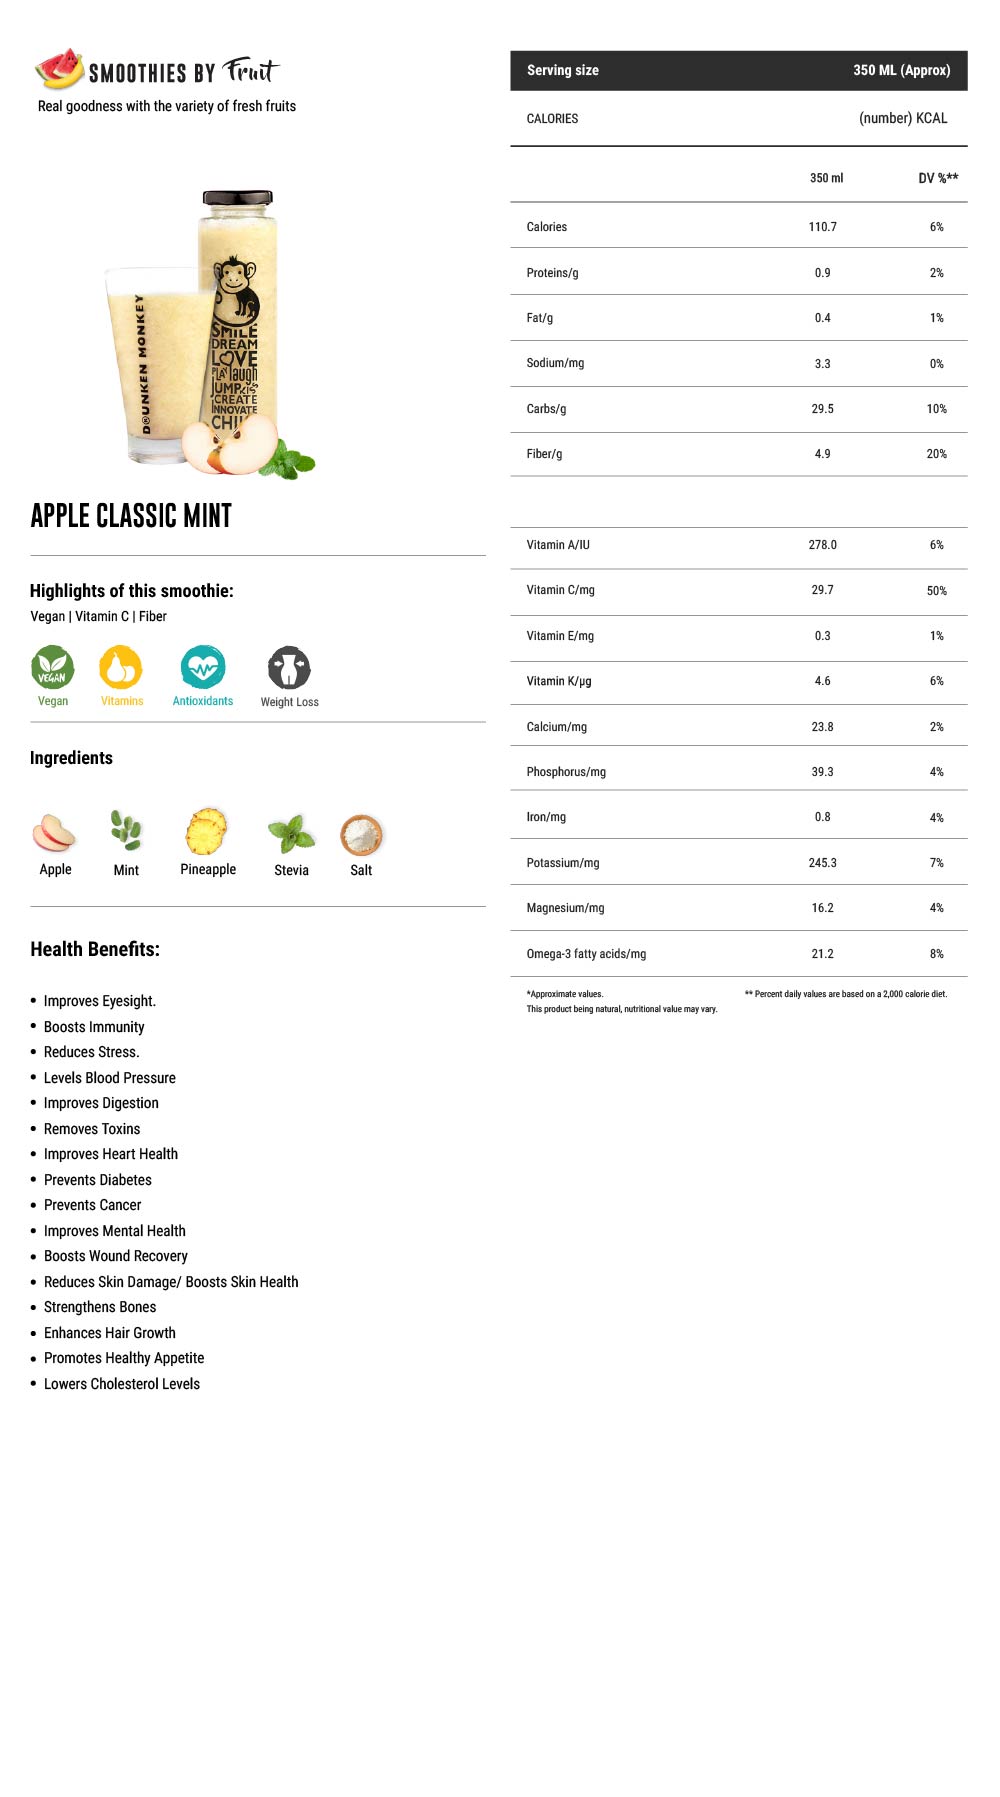 SMOOTHIES BY Fruit
Real goodness with the variety of fresh fruits
DRUNKEN MONKEY
SMILE
DREAM
LOVE
PLAY laugh
JUMP KISS
CREATE
INNOVATE
APPLE CLASSIC MINT
Highlights of this smoothie:
Vegan | Vitamin C | Fiber
VEGAN
Vegan Vitamins Antioxidants Weight Loss
Ingredients
Apple Mint Pineapple Stevia Salt
Health Benefits:
• Improves Eyesight.
• Boosts Immunity
• Reduces Stress.
• Levels Blood Pressure
• Improves Digestion
• Removes Toxins
• Improves Heart Health
• Prevents Diabetes
• Prevents Cancer
• Improves Mental Health
• Boosts Wound Recovery
• Reduces Skin Damage/ Boosts Skin Health
• Strengthens Bones
• Enhances Hair Growth
• Promotes Healthy Appetite
• Lowers Cholesterol Levels
Serving size 350 ML (Approx)
CALORIES (number) KCAL
350 ml DV %**
Calories 110.7 6%
Proteins/g 0.9 2%
Fat/g 0.4 1%
Sodium/mg 3.3 0%
Carbs/g 29.5 10%
Fiber/g 4.9 20%
Vitamin A/IU 278.0 6%
Vitamin C/mg 29.7 50%
Vitamin E/mg 0.3 1%
Vitamin K/µg 4.6 6%
Calcium/mg 23.8 2%
Phosphorus/mg 39.3 4%
Iron/mg 0.8 4%
Potassium/mg 245.3 7%
Magnesium/mg 16.2 4%
Omega-3 fatty acids/mg 21.2 8%
*Approximate values. ** Percent daily values are based on a 2,000 calorie diet.
This product being natural, nutritional value may vary.